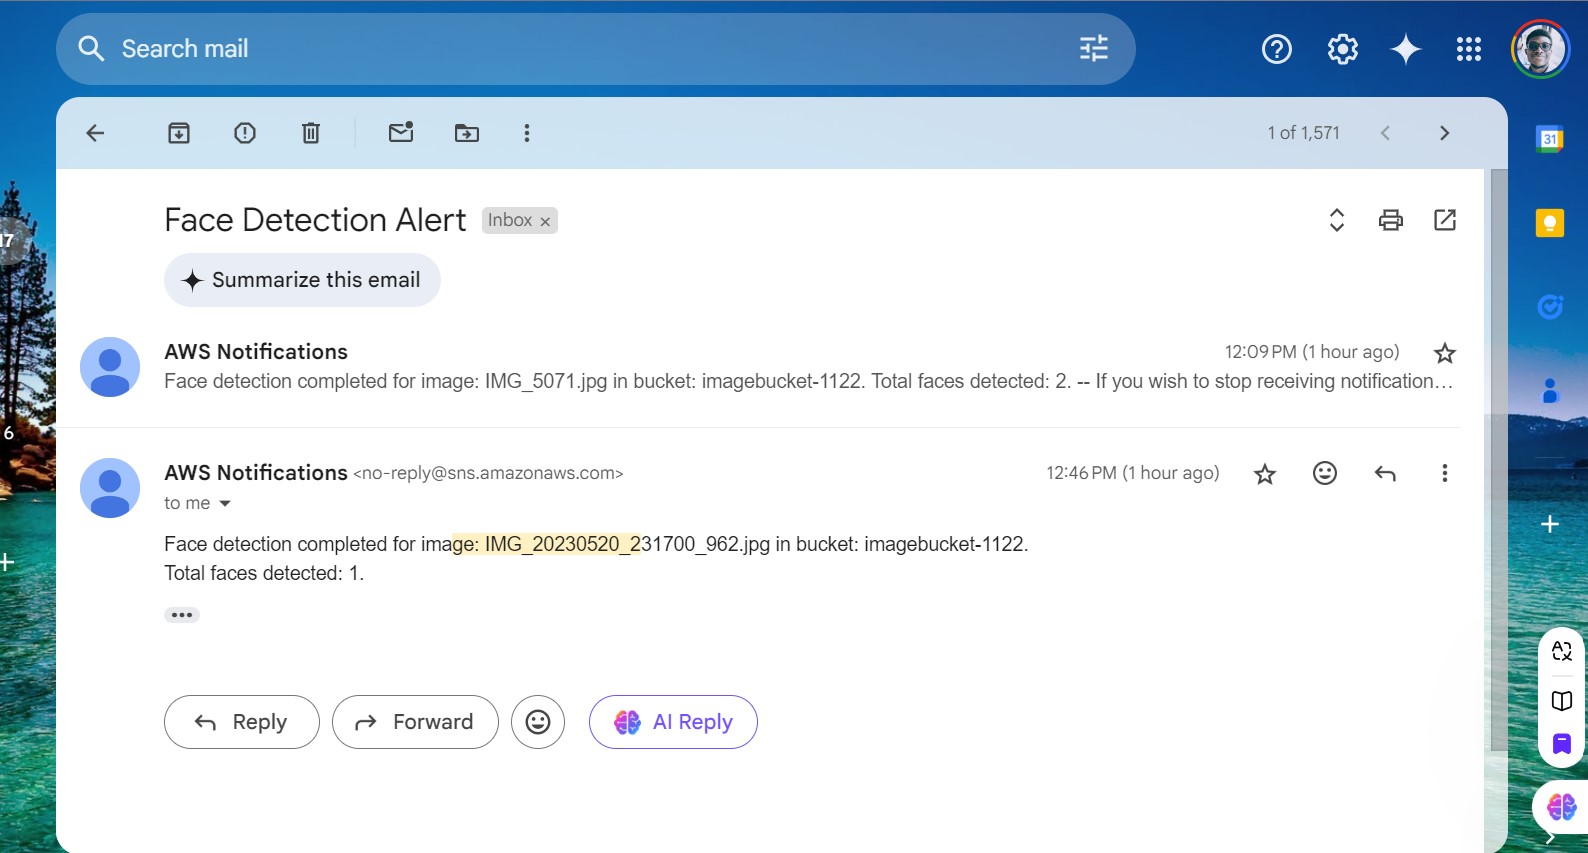 Search mail
1 of 1,571
31
17
Face Detection Alert
Inbox ×
Summarize this email
AWS Notifications
12:09 PM (1 hour ago)
Face detection completed for image: IMG_5071.jpg in bucket: imagebucket-1122. Total faces detected: 2. -- If you wish to stop receiving notification…
6
AWS Notifications <no-reply@sns.amazonaws.com>
12:46 PM (1 hour ago)
to me
Face detection completed for image: IMG_20230520_231700_962.jpg in bucket: imagebucket-1122.
Total faces detected: 1.
Reply
Forward
AI Reply